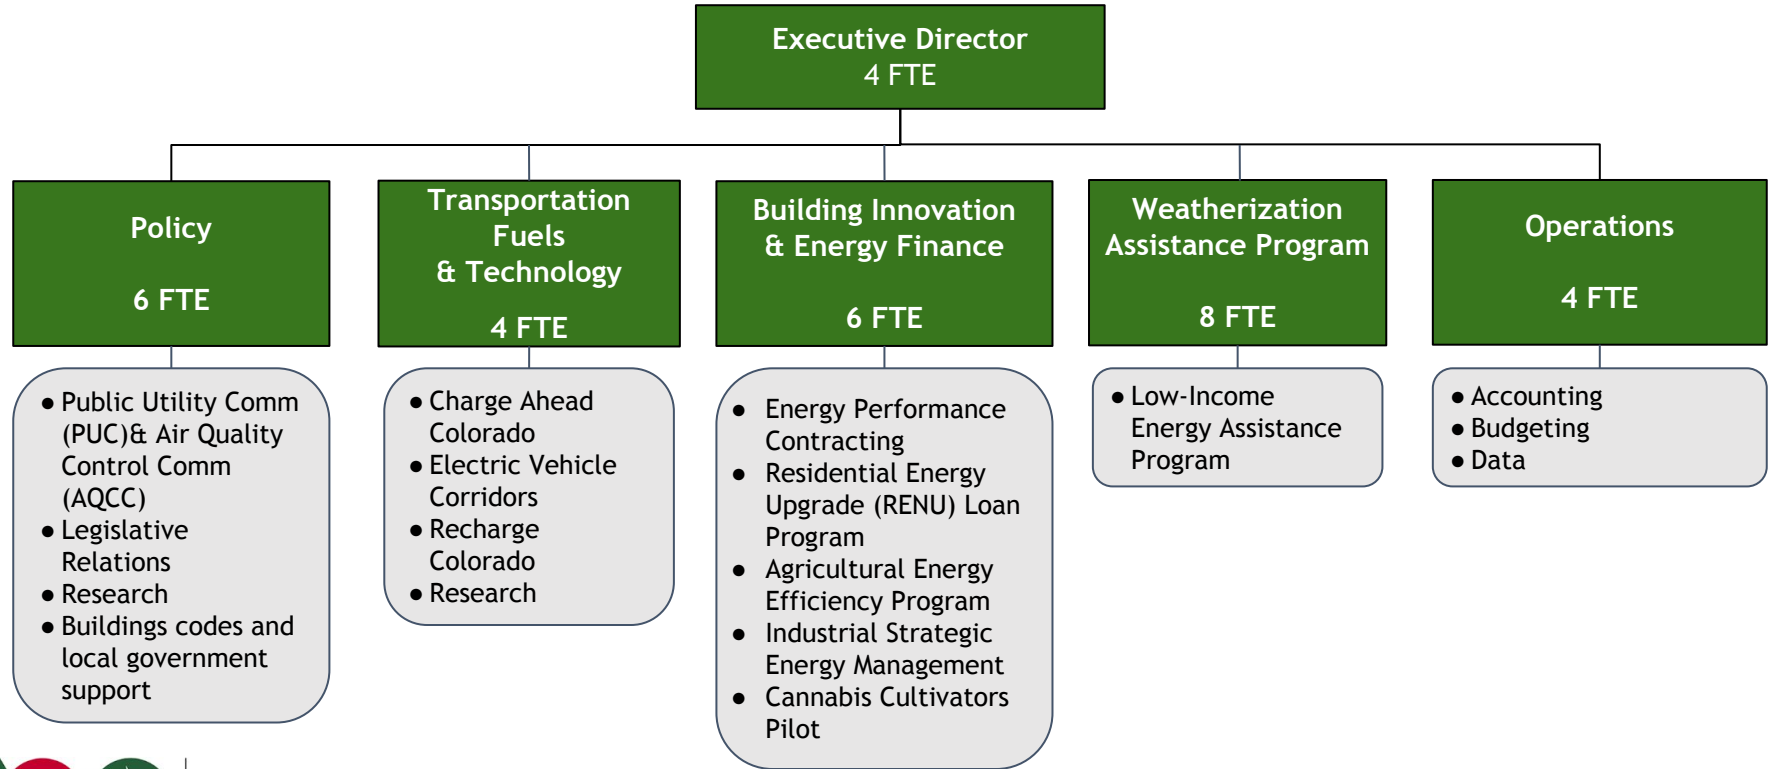 Executive Director
4 FTE
Policy
6 FTE
Transportation
Fuels
& Technology
4 FTE
Building Innovation
& Energy Finance
6 FTE
Weatherization
Assistance Program
8 FTE
Operations
4 FTE
● Public Utility Comm
(PUC)& Air Quality
Control Comm
(AQCC)
● Legislative
Relations
● Research
● Buildings codes and
local government
support
● Charge Ahead
Colorado
● Electric Vehicle
Corridors
● Recharge
Colorado
● Research
● Energy Performance
Contracting
● Residential Energy
Upgrade (RENU) Loan
Program
● Agricultural Energy
Efficiency Program
● Industrial Strategic
Energy Management
● Cannabis Cultivators
Pilot
● Low-Income
Energy Assistance
Program
● Accounting
● Budgeting
● Data